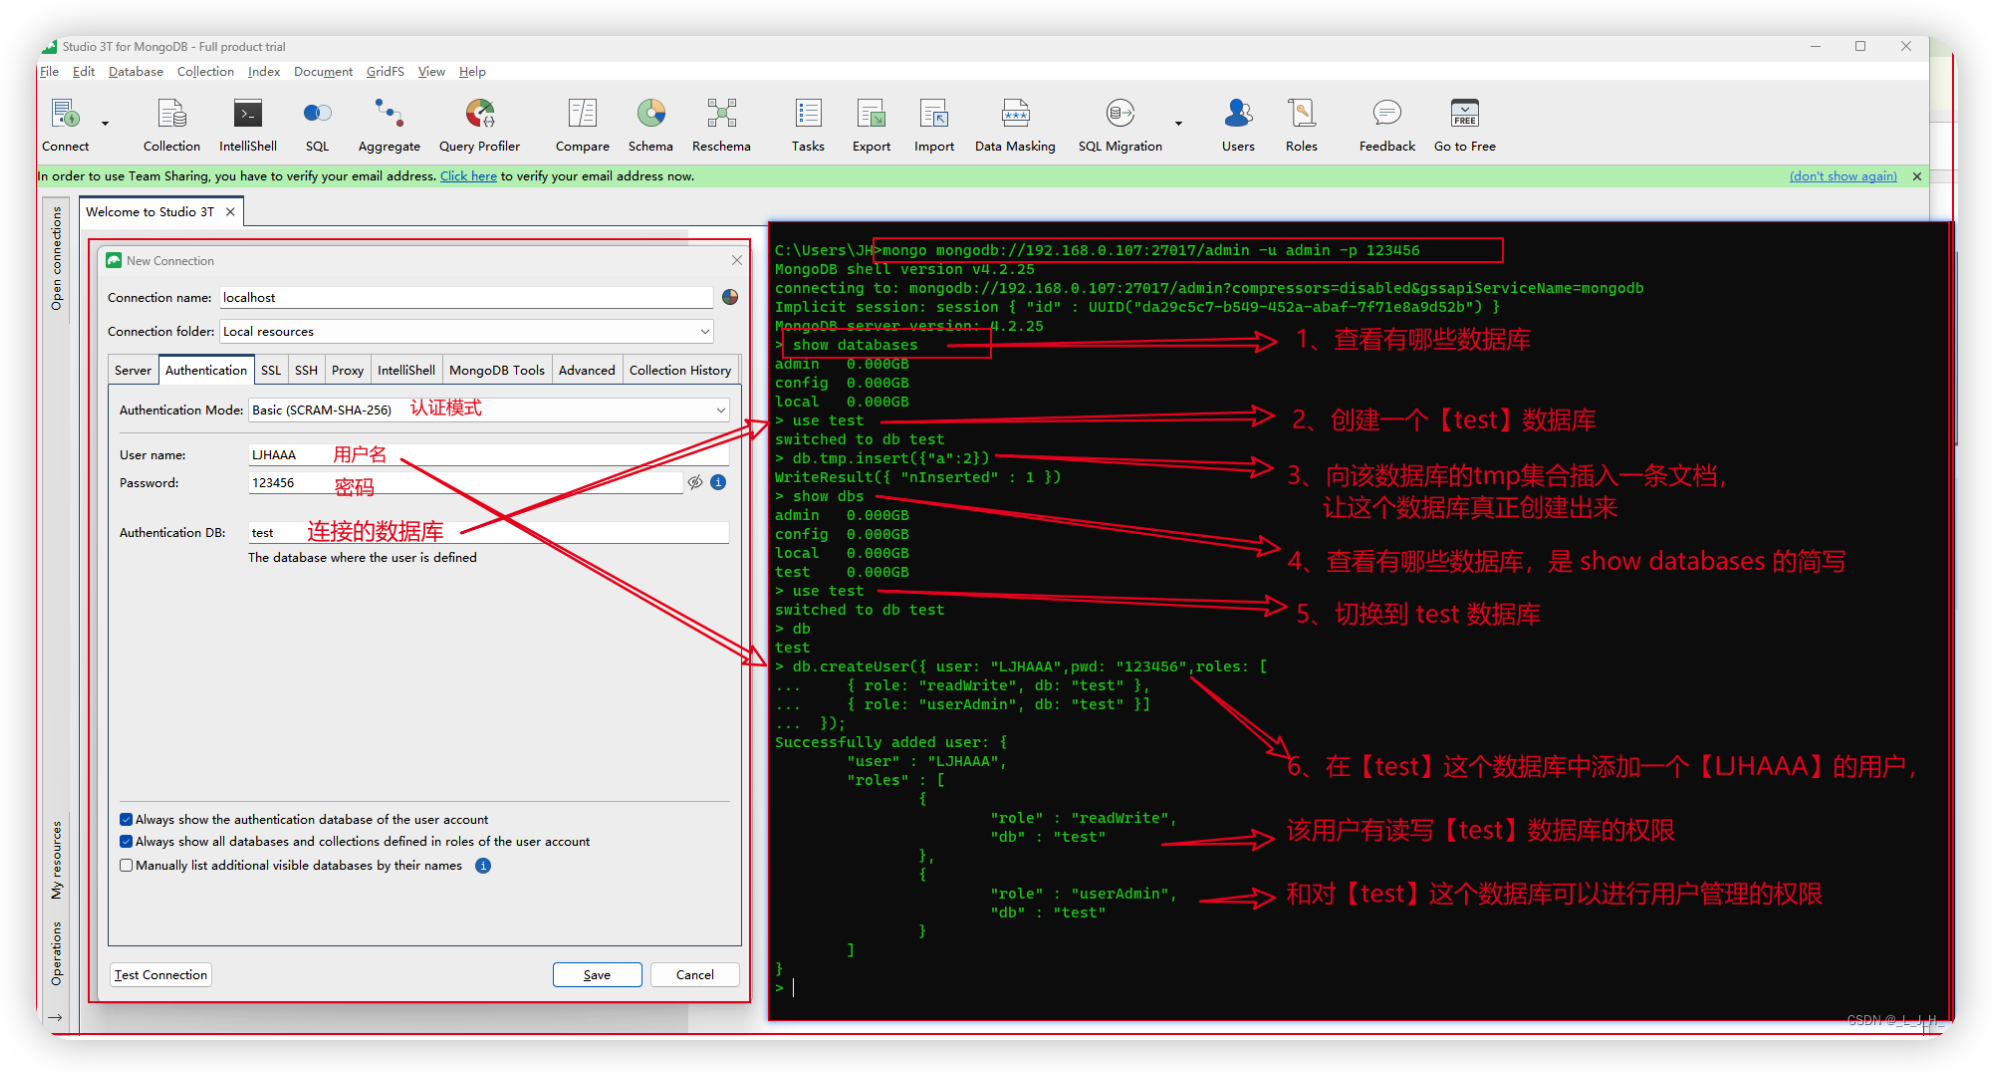 Studio 3T for MongoDB - Full product trial
File Edit Database Collection Index Document GridFS View Help
Connect Collection IntelliShell SQL Aggregate Query Profiler Compare Schema Reschema Tasks Export Import Data Masking SQL Migration Users Roles Feedback FREE Go to Free
In order to use Team Sharing, you have to verify your email address. Click here to verify your email address now. (don't show again)
Open connections
My resources
Operations
Welcome to Studio 3T
New Connection
Connection name: localhost
Connection folder: Local resources
Server Authentication SSL SSH Proxy IntelliShell MongoDB Tools Advanced Collection History
Authentication Mode: Basic (SCRAM-SHA-256) 认证模式
User name: LJHAAA 用户名
Password: 123456 密码
Authentication DB: test 连接的数据库
The database where the user is defined
Always show the authentication database of the user account
Always show all databases and collections defined in roles of the user account
Manually list additional visible databases by their names
Test Connection Save Cancel
C:\Users\JH>mongo mongodb://192.168.0.107:27017/admin -u admin -p 123456
MongoDB shell version v4.2.25
connecting to: mongodb://192.168.0.107:27017/admin?compressors=disabled&gssapiServiceName=mongodb
Implicit session: session { "id" : UUID("da29c5c7-b549-452a-abaf-7f71e8a9d52b") }
MongoDB server version: 4.2.25
> show databases
1、查看有哪些数据库
admin 0.000GB
config 0.000GB
local 0.000GB
> use test
2、创建一个【test】数据库
switched to db test
> db.tmp.insert({"a":2})
3、向该数据库的tmp集合插入一条文档，
让这个数据库真正创建出来
WriteResult({ "nInserted" : 1 })
> show dbs
4、查看有哪些数据库，是 show databases 的简写
admin 0.000GB
config 0.000GB
local 0.000GB
test 0.000GB
> use test
5、切换到 test 数据库
switched to db test
> db
test
> db.createUser({ user: "LJHAAA",pwd: "123456",roles: [
... { role: "readWrite", db: "test" },
... { role: "userAdmin", db: "test" }]
... });
6、在【test】这个数据库中添加一个【LJHAAA】的用户，
Successfully added user: {
"user" : "LJHAAA",
"roles" : [
{
"role" : "readWrite",
"db" : "test"
该用户有读写【test】数据库的权限
},
{
"role" : "userAdmin",
"db" : "test"
和对【test】这个数据库可以进行用户管理的权限
}
]
}
>
CSDN @_L_J_H_